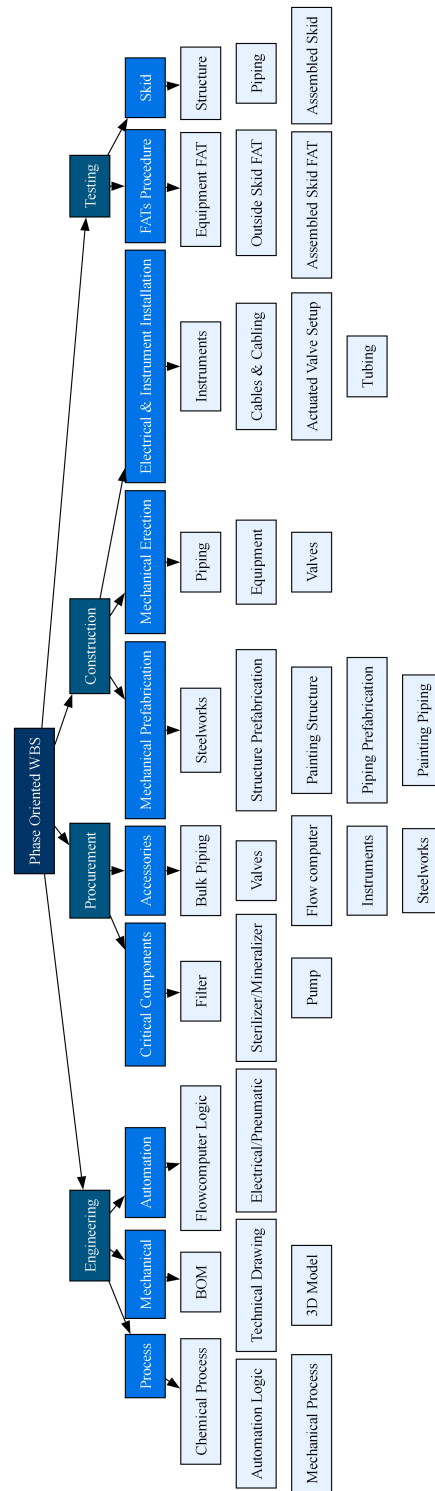 Phase Oriented WBS
Engineering
Procurement
Construction
Testing
Process
Mechanical
Automation
Critical Components
Accessories
Mechanical Prefabrication
Mechanical Erection
Electrical & Instrument Installation
FATs Procedure
Skid
Chemical Process
BOM
Flowcomputer Logic
Filter
Bulk Piping
Steelworks
Piping
Instruments
Equipment FAT
Structure
Automation Logic
Technical Drawing
Electrical/Pneumatic
Sterilizer/Mineralizer
Valves
Structure Prefabrication
Equipment
Cables & Cabling
Outside Skid FAT
Piping
Mechanical Process
3D Model
Pump
Flow computer
Painting Structure
Valves
Actuated Valve Setup
Assembled Skid FAT
Assembled Skid
Instruments
Piping Prefabrication
Tubing
Steelworks
Painting Piping